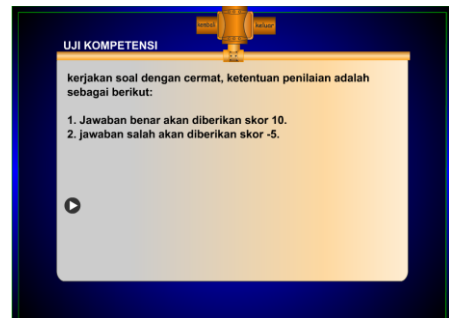 keluar
UJI KOMPETENSI
kerjakan soal dengan cermat, ketentuan penilaian adalah
sebagai berikut:
1. Jawaban benar akan diberikan skor 10.
2. jawaban salah akan diberikan skor -5.